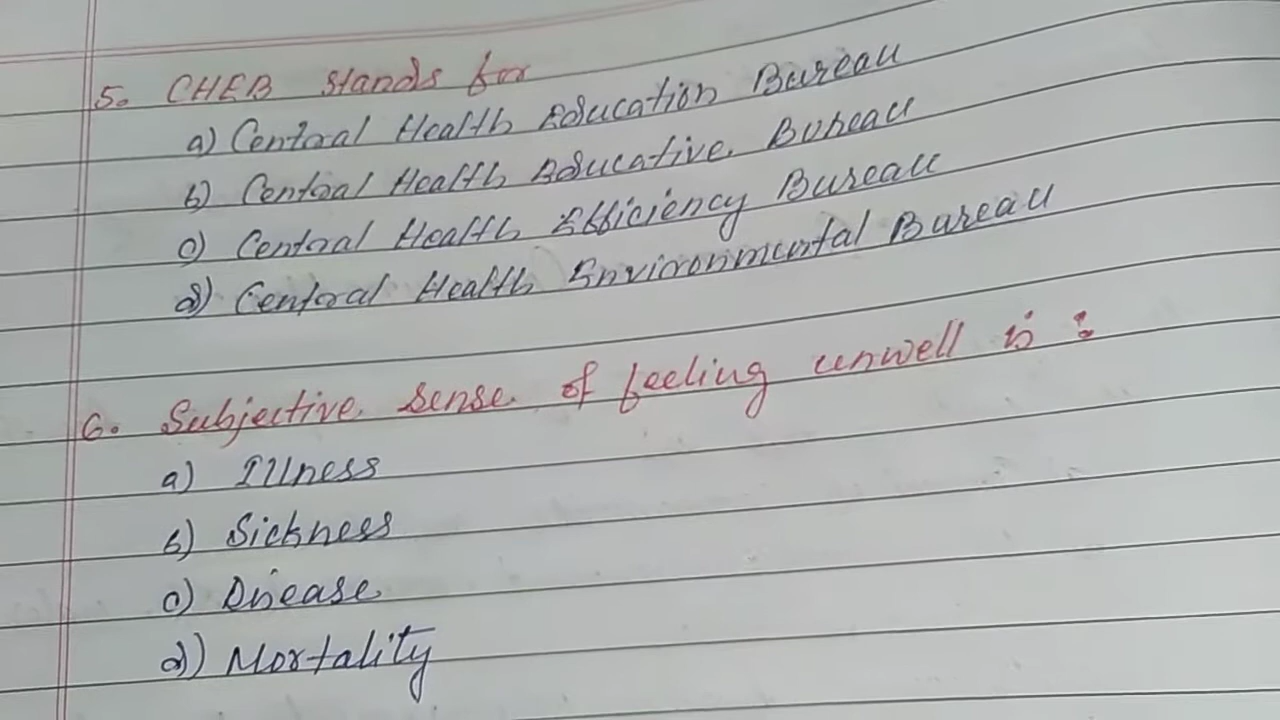 5. CHEB stands for
a) Central Health Education Bureau
b) Central Health Educative Bureau
c) Central Health Efficiency Bureau
d) Central Health Environmental Bureau
6. Subjective sense of feeling unwell is :
a) Illness
b) Sickness
c) Disease
d) Mortality